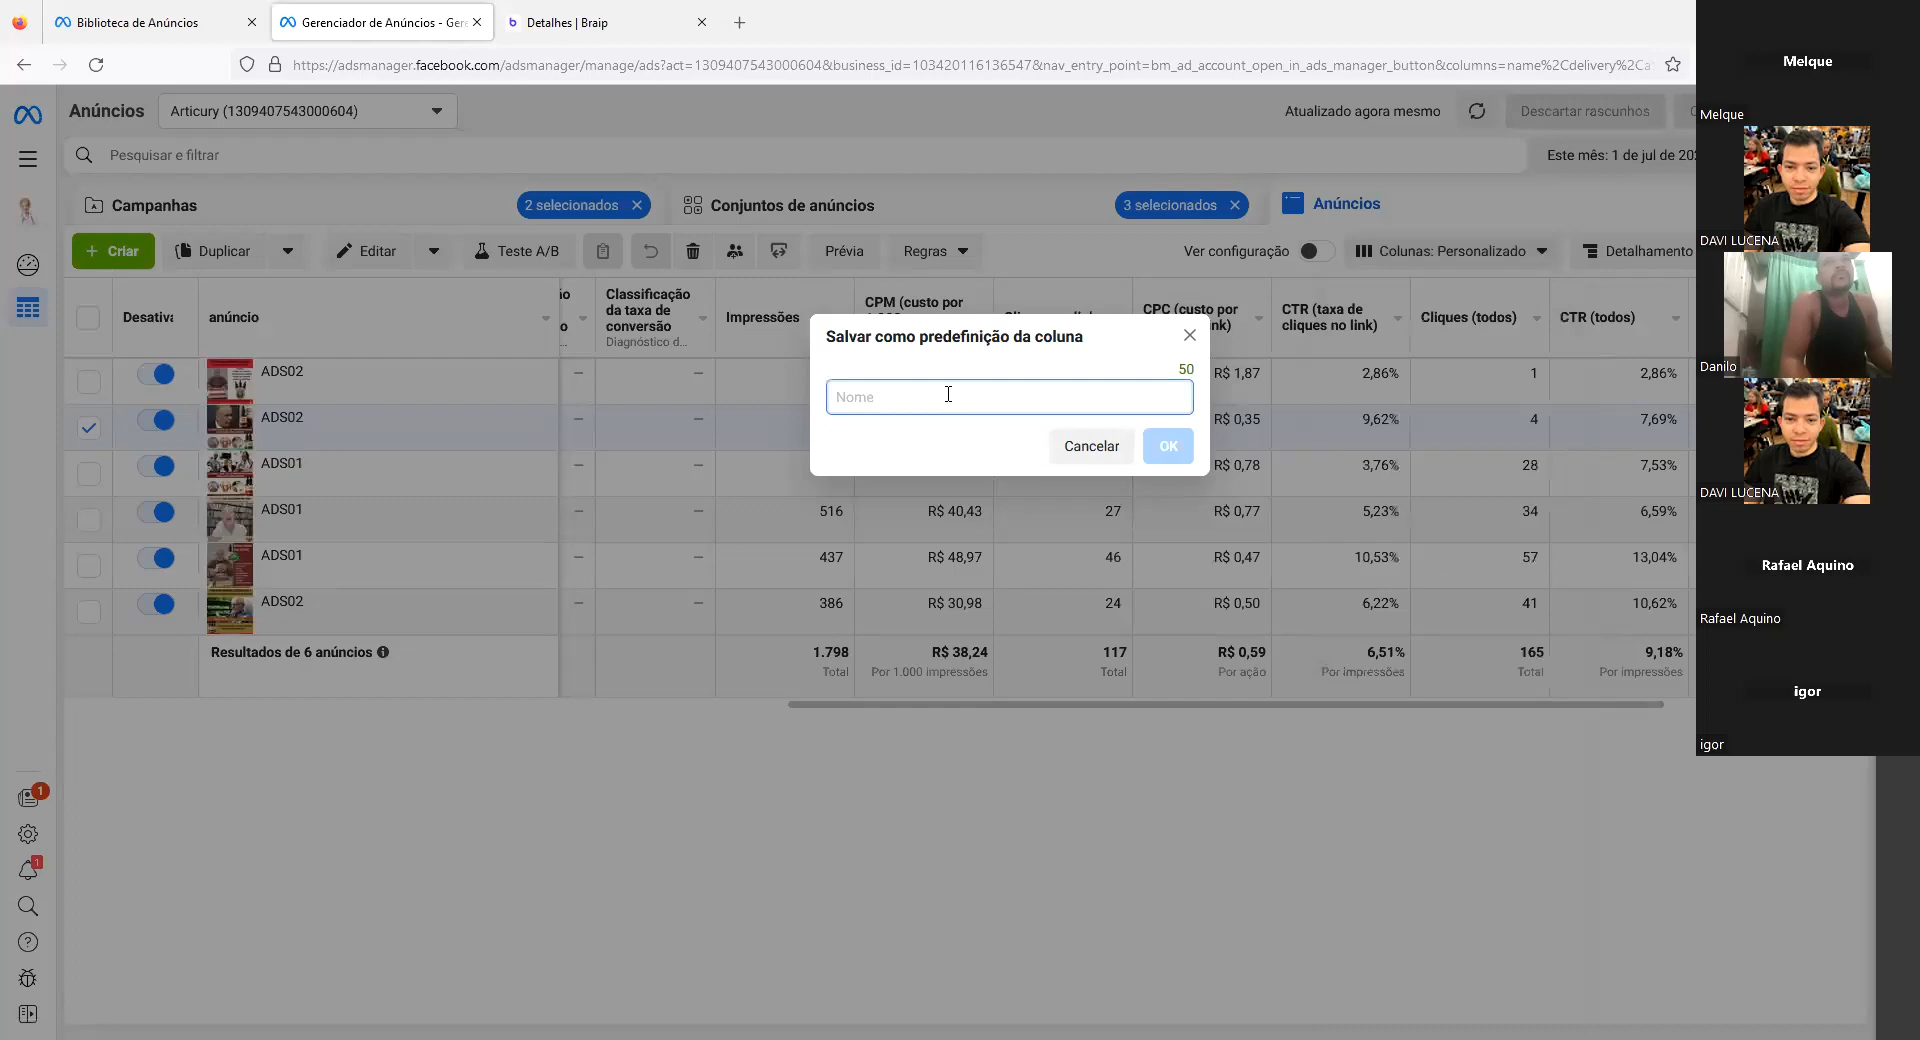 Biblioteca de Anúncios
Gerenciador de Anúncios - Gere
Detalhes | Braip
https://adsmanager.facebook.com/adsmanager/manage/ads?act=1309407543000604&business_id=103420116136547&nav_entry_point=bm_ad_account_open_in_ads_manager_button&columns=name%2Cdelivery%2Ca
Anúncios
Articury (1309407543000604)
Atualizado agora mesmo
Descartar rascunhos
Pesquisar e filtrar
Este mês: 1 de jul de 202
Campanhas
2 selecionados
Conjuntos de anúncios
3 selecionados
Anúncios
+ Criar
Duplicar
Editar
Teste A/B
Prévia
Regras
Ver configuração
Colunas: Personalizado
Detalhamento
Desativa
anúncio
Classificação da taxa de conversão
Diagnóstico d...
Impressões
CPM (custo por
CPC (custo por
CTR (taxa de cliques no link)
Cliques (todos)
CTR (todos)
Salvar como predefinição da coluna
50
Nome
Cancelar
OK
ADS02 — — R$ 1,87 2,86% 1 2,86%
ADS02 — — R$ 0,35 9,62% 4 7,69%
ADS01 — — R$ 0,78 3,76% 28 7,53%
ADS01 — — 516 R$ 40,43 27 R$ 0,77 5,23% 34 6,59%
ADS01 — — 437 R$ 48,97 46 R$ 0,47 10,53% 57 13,04%
ADS02 — — 386 R$ 30,98 24 R$ 0,50 6,22% 41 10,62%
Resultados de 6 anúncios 1.798 R$ 38,24 117 R$ 0,59 6,51% 165 9,18%
Total Por 1.000 impressões Total Por ação Por impressões Total Por impressões
1
1
Melque
Melque
DAVI LUCENA
Danilo
DAVI LUCENA
Rafael Aquino
Rafael Aquino
igor
igor